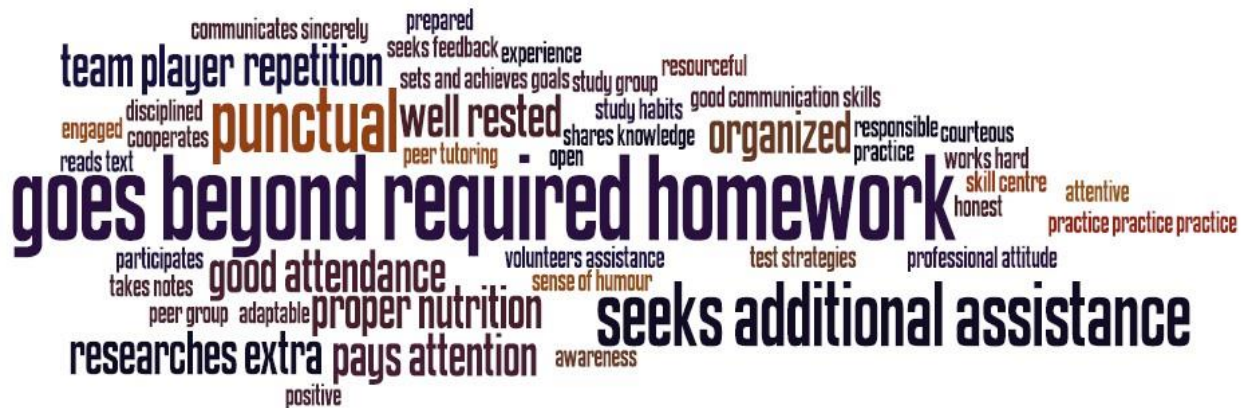 communicates sincerely
prepared
team player
repetition
seeks feedback
experience
sets and achieves goals
study group
resourceful
disciplined
punctual
well rested
study habits
good communication skills
engaged
cooperates
shares knowledge
organized
responsible
courteous
reads text
peer tutoring
open
practice
works hard
goes beyond required homework
skill centre
attentive
honest
practice practice practice
participates
good attendance
volunteers assistance
test strategies
professional attitude
takes notes
sense of humour
peer group
adaptable
proper nutrition
seeks additional assistance
researches extra
pays attention
awareness
positive